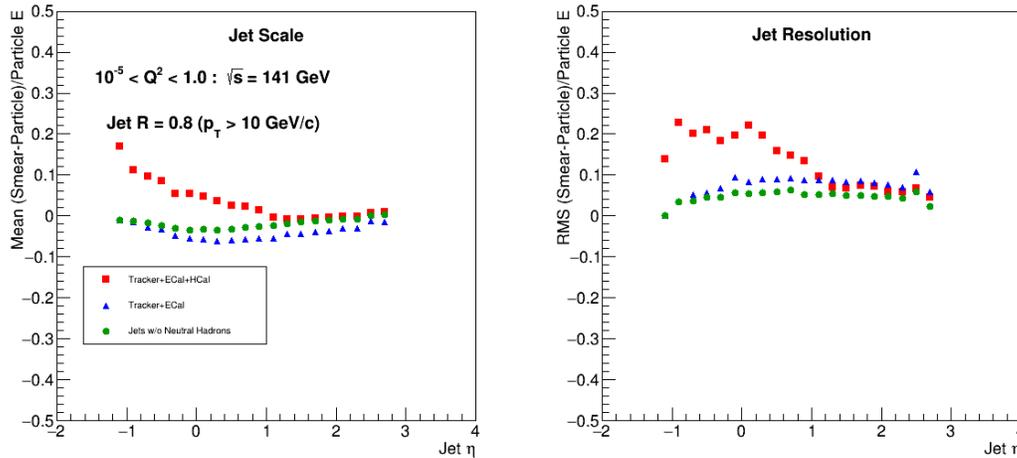 Jet Scale
10^-5 < Q^2 < 1.0 : √s = 141 GeV
Jet R = 0.8 (p_T > 10 GeV/c)
Mean (Smear-Particle)/Particle E
0.5
0.4
0.3
0.2
0.1
0
−0.1
−0.2
−0.3
−0.4
−0.5
Tracker+ECal+HCal
Tracker+ECal
Jets w/o Neutral Hadrons
−2 −1 0 1 2 3 4
Jet η
Jet Resolution
RMS (Smear-Particle)/Particle E
0.5
0.4
0.3
0.2
0.1
0
−0.1
−0.2
−0.3
−0.4
−0.5
−2 −1 0 1 2 3 4
Jet η